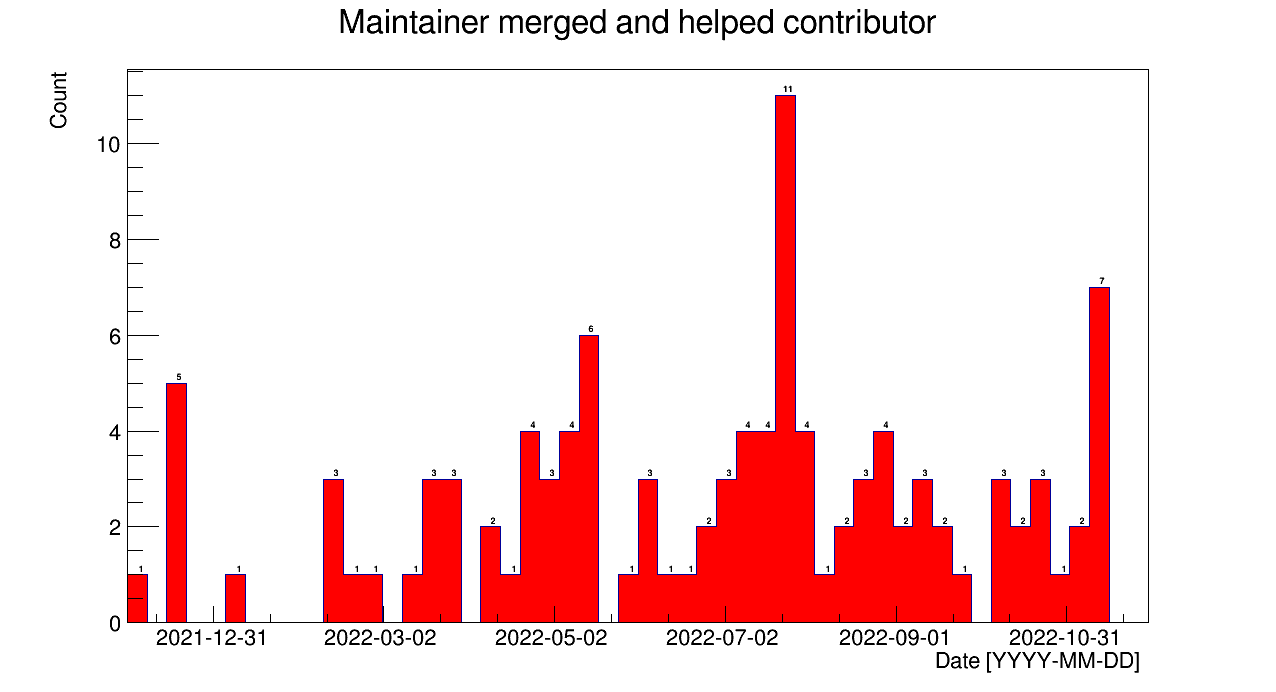 Maintainer merged and helped contributor
Count
10
8
6
4
2
0
1 5 1 3 1 1 1 3 3 2 1 4 3 4 6 1 3 1 1 2 3 4 4 11 4 1 2 3 4 2 3 2 1 3 2 3 1 2 7
2021-12-31 2022-03-02 2022-05-02 2022-07-02 2022-09-01 2022-10-31
Date [YYYY-MM-DD]